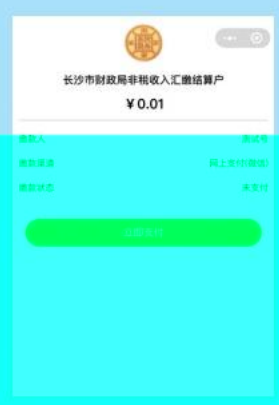 长沙市财政局非税收入汇缴结算户
¥0.01
缴款人 测试号
缴款渠道 网上支付(微信)
缴款状态 未支付
立即支付